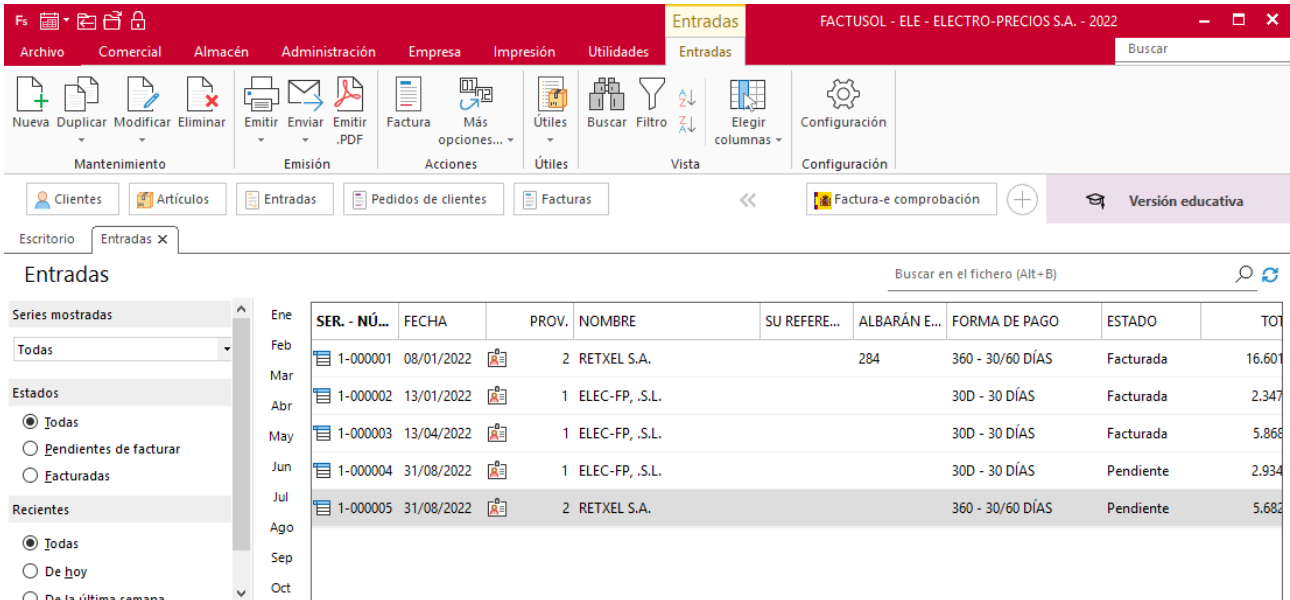 Fs Entradas FACTUSOL - ELE - ELECTRO-PRECIOS S.A. - 2022
Archivo Comercial Almacén Administración Empresa Impresión Utilidades Entradas Buscar
Nueva Duplicar Modificar Eliminar Emitir Enviar Emitir .PDF Factura Más opciones... Útiles Buscar Filtro Elegir columnas Configuración
Mantenimiento Emisión Acciones Útiles Vista Configuración
Clientes Artículos Entradas Pedidos de clientes Facturas Factura-e comprobación Versión educativa
Escritorio Entradas
Entradas Buscar en el fichero (Alt+B)
Series mostradas
Todas
Estados
Todas
Pendientes de facturar
Facturadas
Recientes
Todas
De hoy
De la última semana
Ene
Feb
Mar
Abr
May
Jun
Jul
Ago
Sep
Oct
SER. - NÚ... FECHA PROV. NOMBRE SU REFERE... ALBARÁN E... FORMA DE PAGO ESTADO TOT
1-000001 08/01/2022 2 RETXEL S.A. 284 360 - 30/60 DÍAS Facturada 16.601
1-000002 13/01/2022 1 ELEC-FP, .S.L. 30D - 30 DÍAS Facturada 2.347
1-000003 13/04/2022 1 ELEC-FP, .S.L. 30D - 30 DÍAS Facturada 5.868
1-000004 31/08/2022 1 ELEC-FP, .S.L. 30D - 30 DÍAS Pendiente 2.934
1-000005 31/08/2022 2 RETXEL S.A. 360 - 30/60 DÍAS Pendiente 5.682